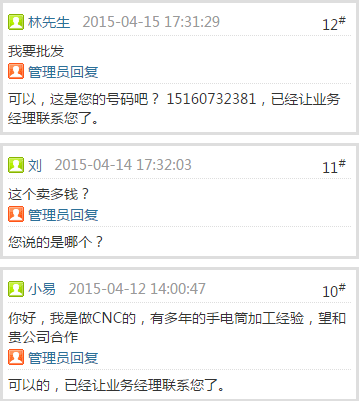 林先生 2015-04-15 17:31:29 12#
我要批发
管理员回复
可以，这是您的号码吧？ 15160732381，已经让业务
经理联系您了。
刘 2015-04-14 17:32:03 11#
这个卖多钱？
管理员回复
您说的是哪个？
小易 2015-04-12 14:00:47 10#
你好，我是做CNC的，有多年的手电筒加工经验，望和
贵公司合作
管理员回复
可以的，已经让业务经理联系您了。